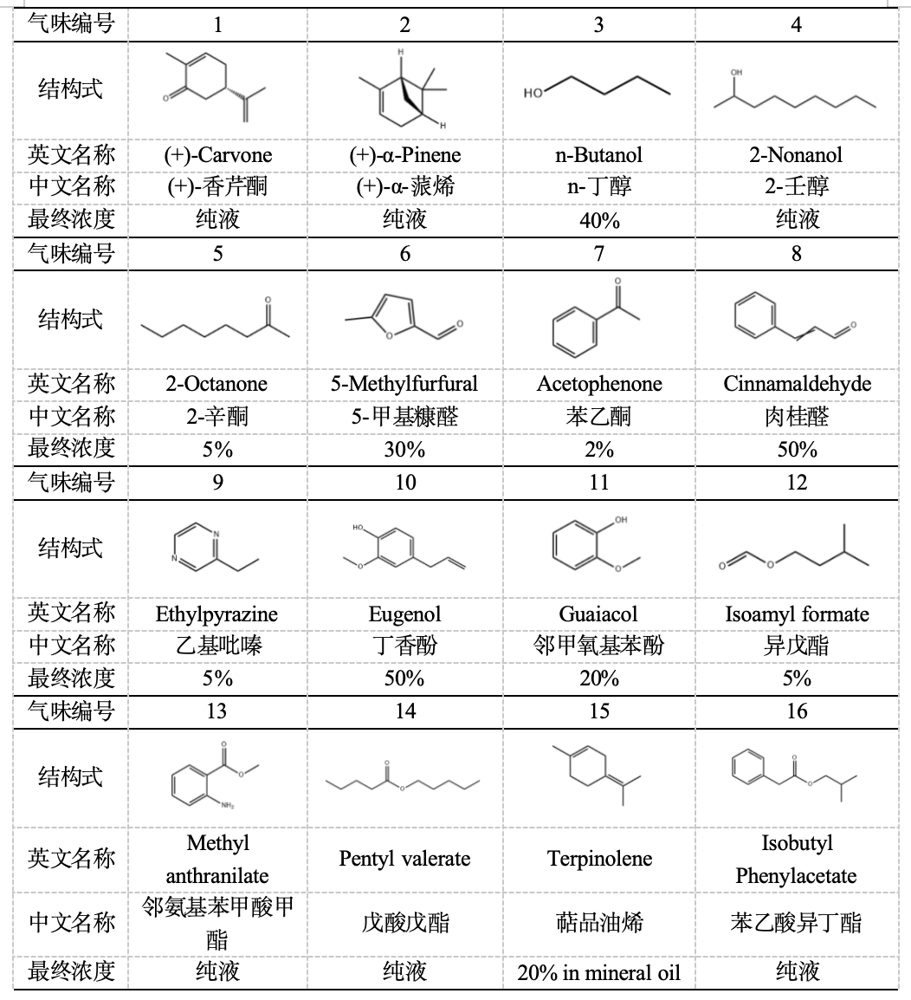 气味编号 1 2 3 4
结构式
O
H
H
HO
OH
英文名称 (+)-Carvone (+)-α-Pinene n-Butanol 2-Nonanol
中文名称 (+)-香芹酮 (+)-α-蒎烯 n-丁醇 2-壬醇
最终浓度 纯液 纯液 40% 纯液
气味编号 5 6 7 8
结构式
O
O
O
O
O
英文名称 2-Octanone 5-Methylfurfural Acetophenone Cinnamaldehyde
中文名称 2-辛酮 5-甲基糠醛 苯乙酮 肉桂醛
最终浓度 5% 30% 2% 50%
气味编号 9 10 11 12
结构式
N
N
HO
O
OH
O
O
O
英文名称 Ethylpyrazine Eugenol Guaiacol Isoamyl formate
中文名称 乙基吡嗪 丁香酚 邻甲氧基苯酚 异戊酯
最终浓度 5% 50% 20% 5%
气味编号 13 14 15 16
结构式
O
O
NH₂
O
O
O
O
英文名称 Methyl anthranilate Pentyl valerate Terpinolene Isobutyl Phenylacetate
中文名称 邻氨基苯甲酸甲酯 戊酸戊酯 萜品油烯 苯乙酸异丁酯
最终浓度 纯液 纯液 20% in mineral oil 纯液